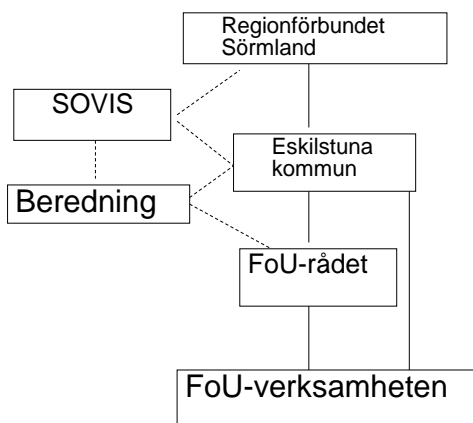 Regionförbundet
Sörmland
SOVIS
Eskilstuna
kommun
Beredning
FoU-rådet
FoU-verksamheten